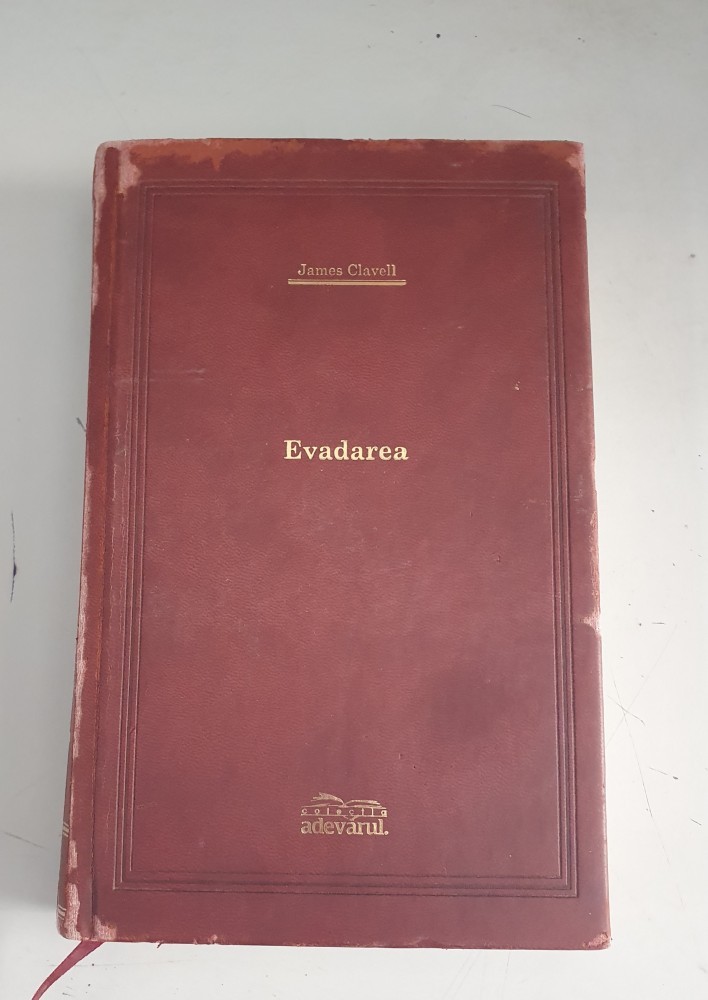 James Clavell
Evadarea
colecția
adevărul.